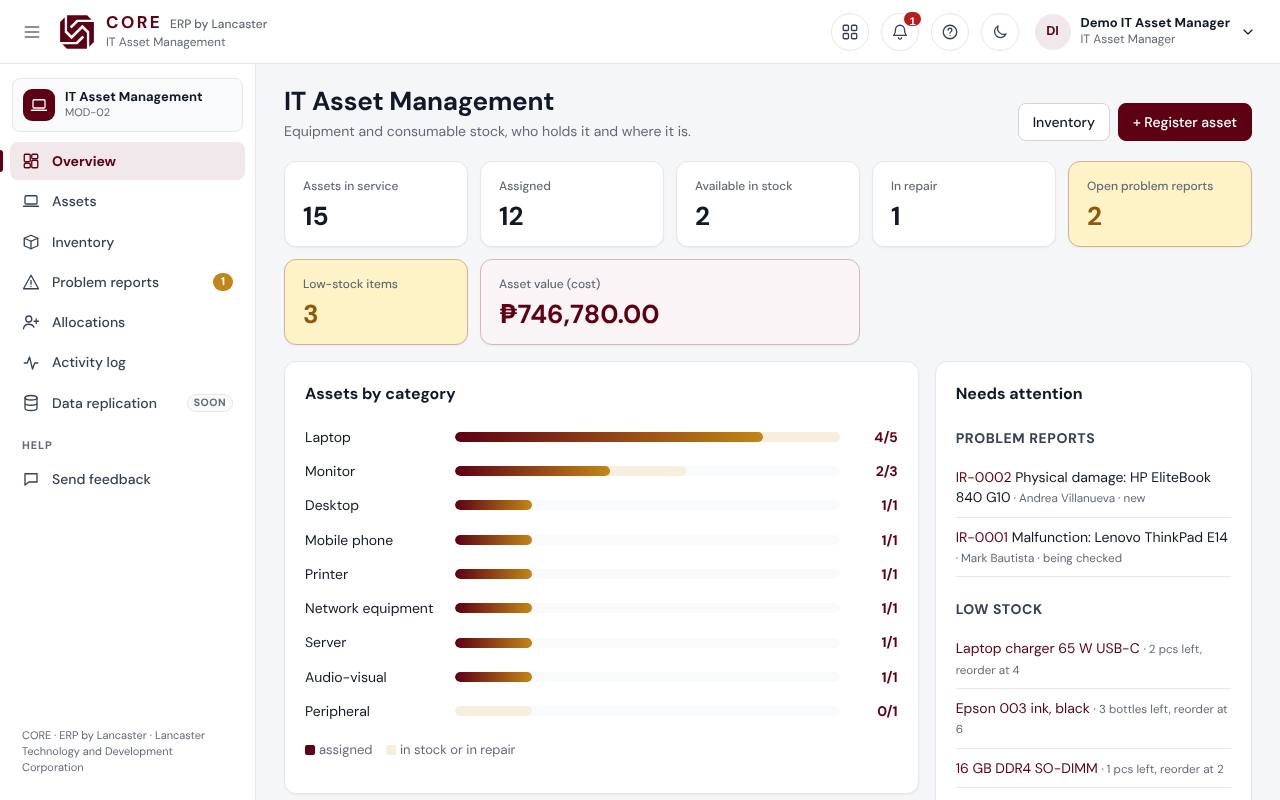 CORE ERP by Lancaster
IT Asset Management
1
DI
Demo IT Asset Manager
IT Asset Manager
IT Asset Management
MOD-02
Overview
Assets
Inventory
Problem reports 1
Allocations
Activity log
Data replication SOON
HELP
Send feedback
CORE · ERP by Lancaster · Lancaster
Technology and Development
Corporation
IT Asset Management
Equipment and consumable stock, who holds it and where it is.
Inventory
+ Register asset
Assets in service
15
Assigned
12
Available in stock
2
In repair
1
Open problem reports
2
Low-stock items
3
Asset value (cost)
₱746,780.00
Assets by category
Laptop 4/5
Monitor 2/3
Desktop 1/1
Mobile phone 1/1
Printer 1/1
Network equipment 1/1
Server 1/1
Audio-visual 1/1
Peripheral 0/1
assigned in stock or in repair
Needs attention
PROBLEM REPORTS
IR-0002 Physical damage: HP EliteBook
840 G10 · Andrea Villanueva · new
IR-0001 Malfunction: Lenovo ThinkPad E14
· Mark Bautista · being checked
LOW STOCK
Laptop charger 65 W USB-C · 2 pcs left,
reorder at 4
Epson 003 ink, black · 3 bottles left, reorder at
6
16 GB DDR4 SO-DIMM · 1 pcs left, reorder at 2